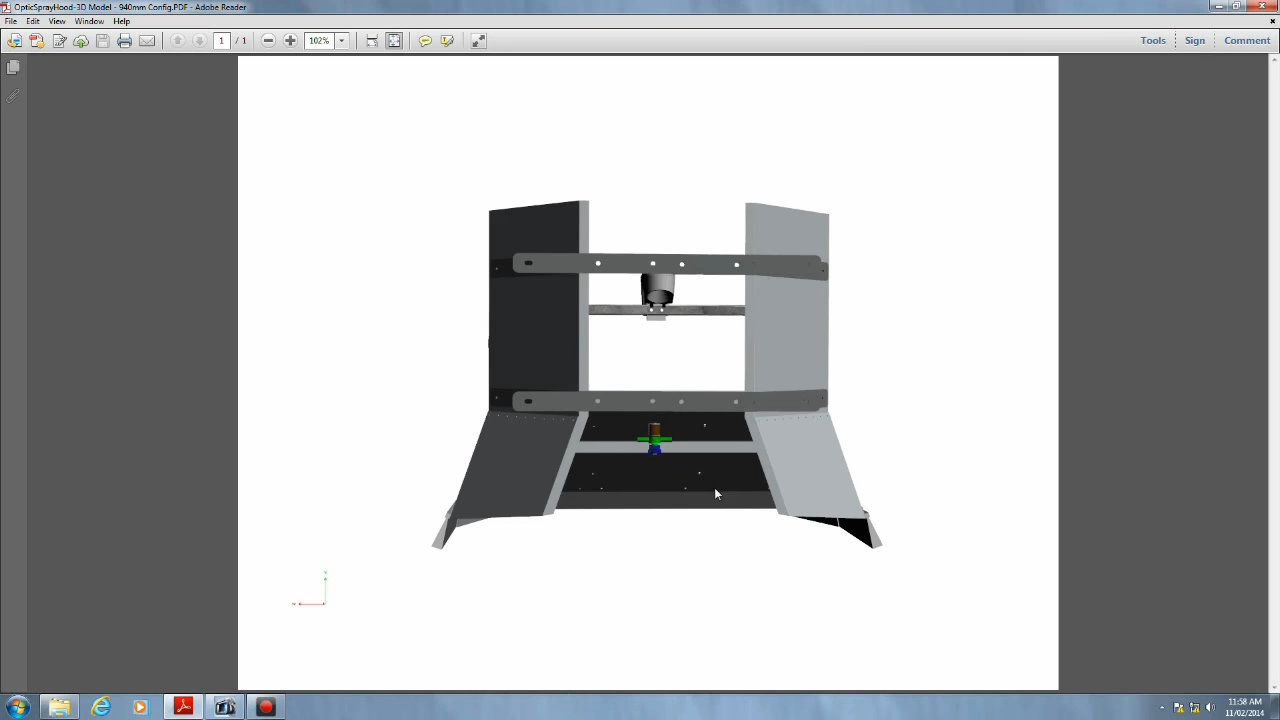 OpticSprayHood-3D Model - 940mm Config.PDF - Adobe Reader
File Edit View Window Help
1 / 1 102% Tools Sign Comment
11:58 AM
11/02/2014